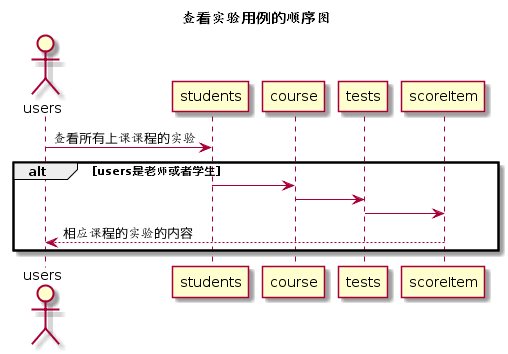 查看实验用例的顺序图
users
students
course
tests
scoreItem
查看所有上课课程的实验
alt
[users是老师或者学生]
相应课程的实验的内容
users
students
course
tests
scoreItem